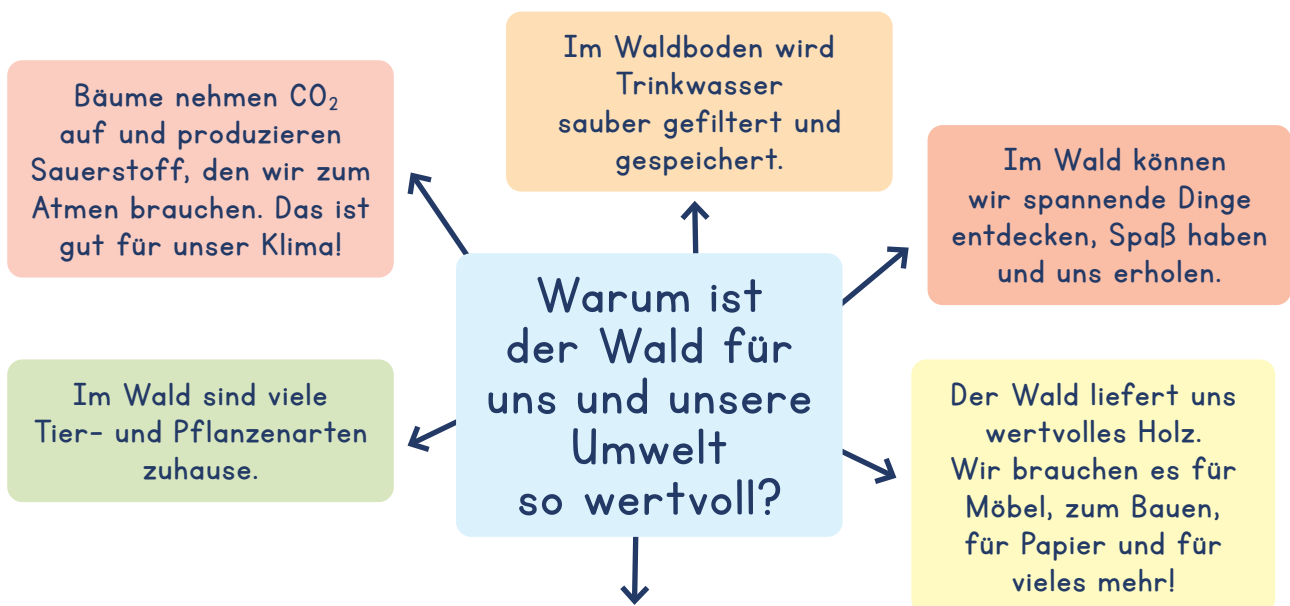 Im Waldboden wird
Trinkwasser
sauber gefiltert und
gespeichert.
Bäume nehmen CO₂
auf und produzieren
Sauerstoff, den wir zum
Atmen brauchen. Das ist
gut für unser Klima!
Im Wald können
wir spannende Dinge
entdecken, Spaß haben
und uns erholen.
Warum ist
der Wald für
uns und unsere
Umwelt
so wertvoll?
Im Wald sind viele
Tier- und Pflanzenarten
zuhause.
Der Wald liefert uns
wertvolles Holz.
Wir brauchen es für
Möbel, zum Bauen,
für Papier und für
vieles mehr!